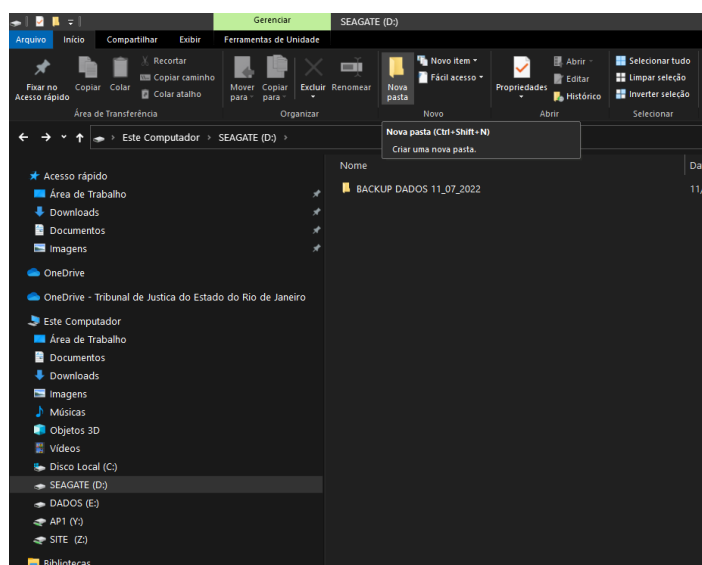 Gerenciar
SEAGATE (D:)
Arquivo Início Compartilhar Exibir Ferramentas de Unidade
Fixar no Acesso rápido
Copiar
Colar
Recortar
Copiar caminho
Colar atalho
Área de Transferência
Mover para
Copiar para
Excluir
Renomear
Organizar
Nova pasta
Novo item
Fácil acesso
Novo
Propriedades
Abrir
Editar
Histórico
Abrir
Selecionar tudo
Limpar seleção
Inverter seleção
Selecionar
Este Computador > SEAGATE (D:) >
Nova pasta (Ctrl+Shift+N)
Criar uma nova pasta.
Nome
Acesso rápido
Área de Trabalho
Downloads
Documentos
Imagens
OneDrive
OneDrive - Tribunal de Justica do Estado do Rio de Janeiro
Este Computador
Área de Trabalho
Documentos
Downloads
Imagens
Músicas
Objetos 3D
Vídeos
Disco Local (C:)
SEAGATE (D:)
DADOS (E:)
AP1 (Y:)
SITE (Z:)
Bibliotecas
BACKUP DADOS 11_07_2022